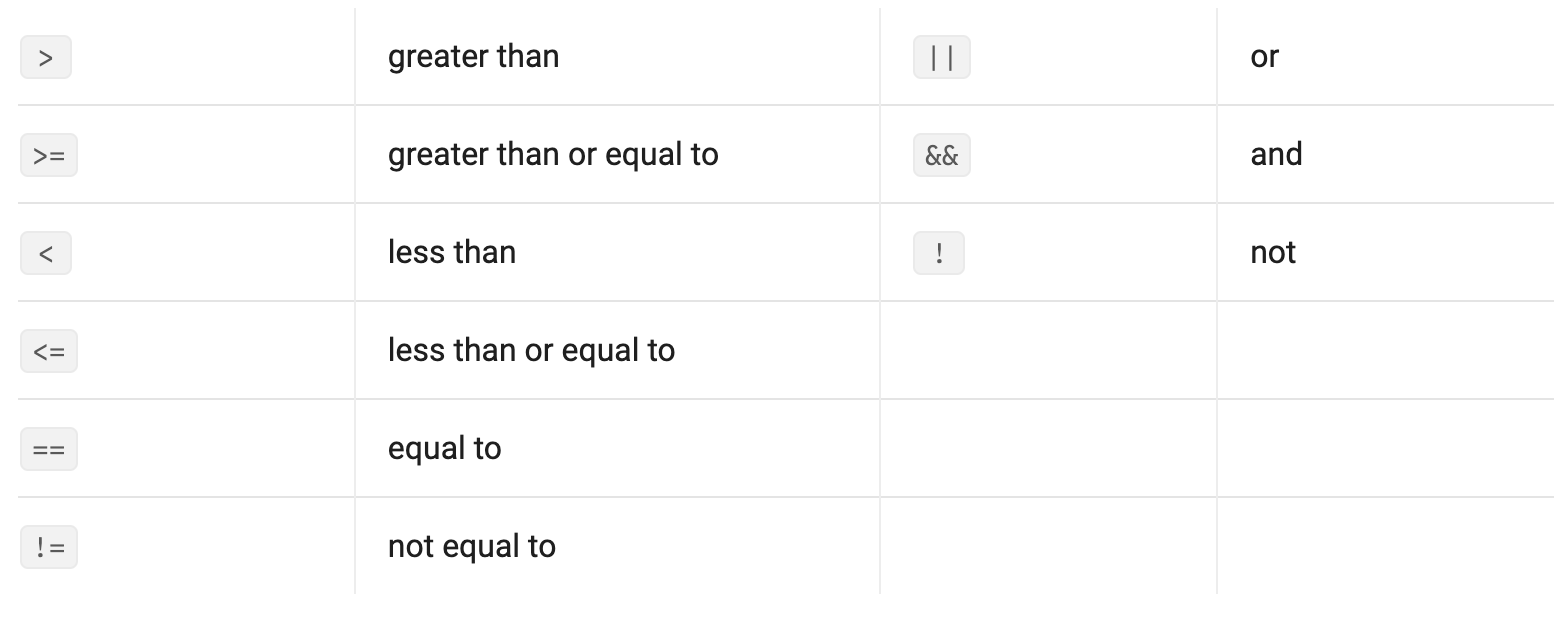 > greater than || or
>= greater than or equal to && and
< less than ! not
<= less than or equal to
== equal to
!= not equal to